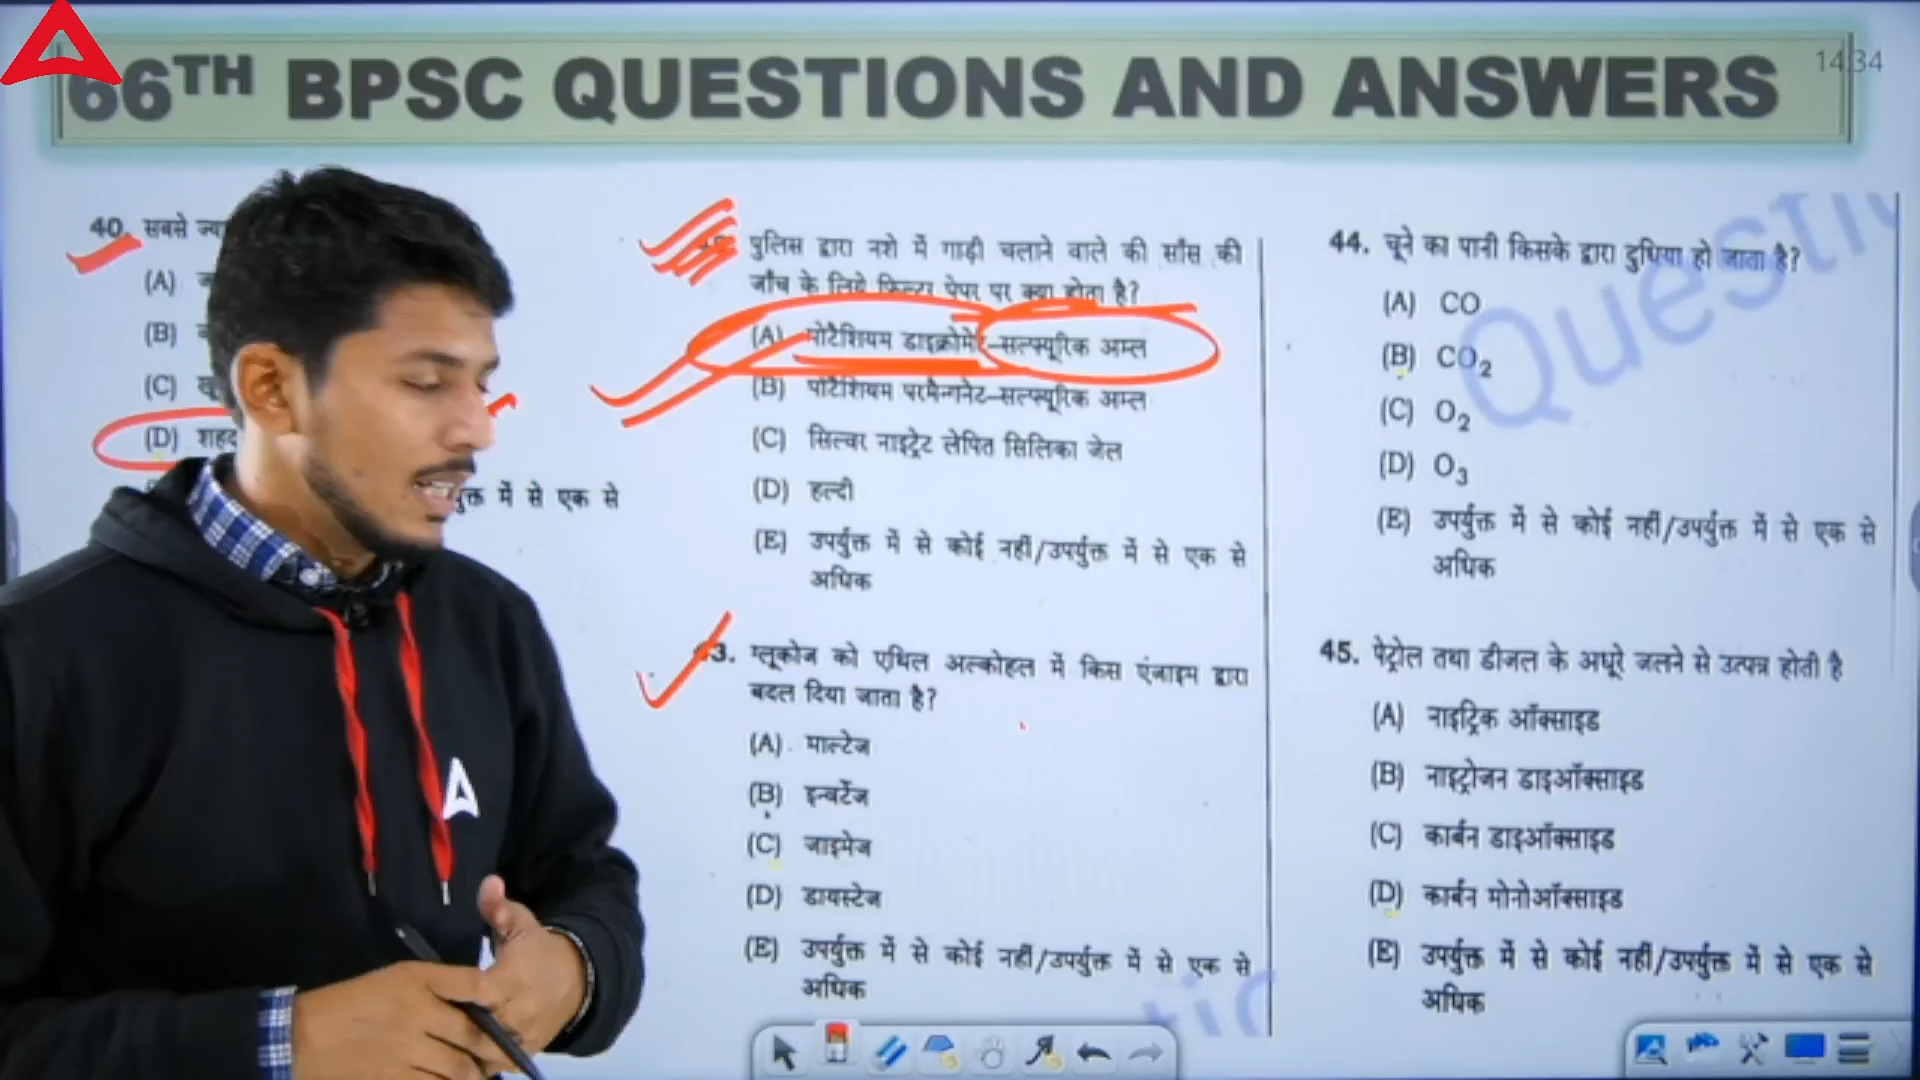 66TH BPSC QUESTIONS AND ANSWERS
14:34
40. सबसे
(A)
(B)
(C)
(D) शहद
में से एक से
पुलिस द्वारा नशे में गाड़ी चलाने वाले की साँस की
जाँच के लिये फिल्टर पेपर पर क्या होता है?
(A) पोटैशियम डाइक्रोमेट–सल्फ्यूरिक अम्ल
(B) पोटैशियम परमैन्गनेट–सल्फ्यूरिक अम्ल
(C) सिल्वर नाइट्रेट लेपित सिलिका जेल
(D) हल्दी
(E) उपर्युक्त में से कोई नहीं/उपर्युक्त में से एक से
अधिक
3. ग्लूकोज को एथिल अल्कोहल में किस एंजाइम द्वारा
बदल दिया जाता है?
(A) माल्टेज
(B) इन्वर्टेज
(C) जाइमेज
(D) डायस्टेज
(E) उपर्युक्त में से कोई नहीं/उपर्युक्त में से एक से
अधिक
44. चूने का पानी किसके द्वारा दुधिया हो जाता है?
(A) CO
(B) CO2
(C) O2
(D) O3
(E) उपर्युक्त में से कोई नहीं/उपर्युक्त में से एक से
अधिक
45. पेट्रोल तथा डीजल के अधूरे जलने से उत्पन्न होती है
(A) नाइट्रिक ऑक्साइड
(B) नाइट्रोजन डाइऑक्साइड
(C) कार्बन डाइऑक्साइड
(D) कार्बन मोनोऑक्साइड
(E) उपर्युक्त में से कोई नहीं/उपर्युक्त में से एक से
अधिक